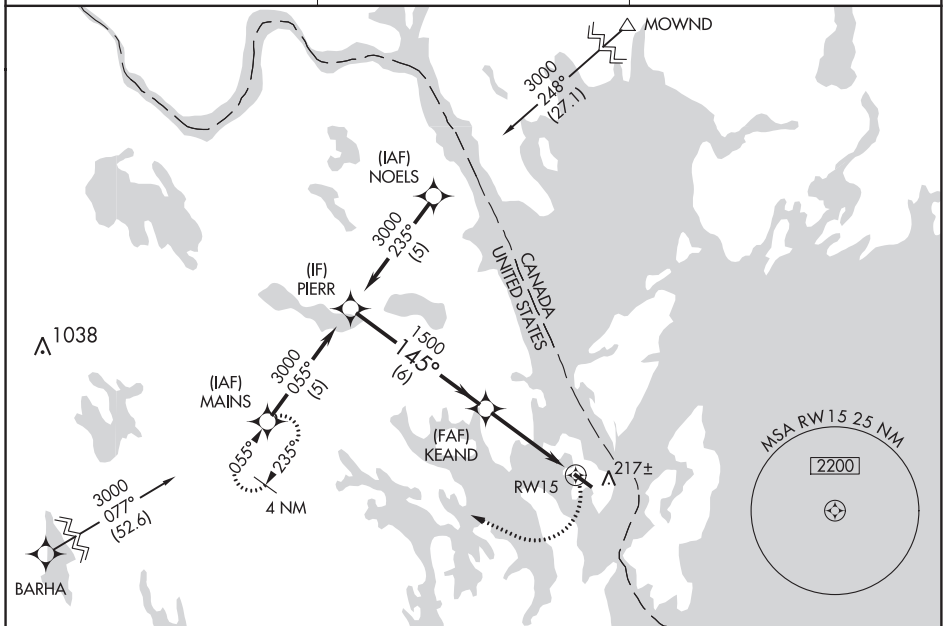 MOWND
3000
248°
(27.1)
(IAF)
NOELS
3000
235°
(5)
CANADA
UNITED STATES
(IF)
PIERR
1500
145°
(6)
1038
3000
055°
(5)
(IAF)
MAINS
055°
235°
4 NM
(FAF)
KEAND
RW15
217±
MSA RW15 25 NM
2200
3000
077°
(52.6)
BARHA